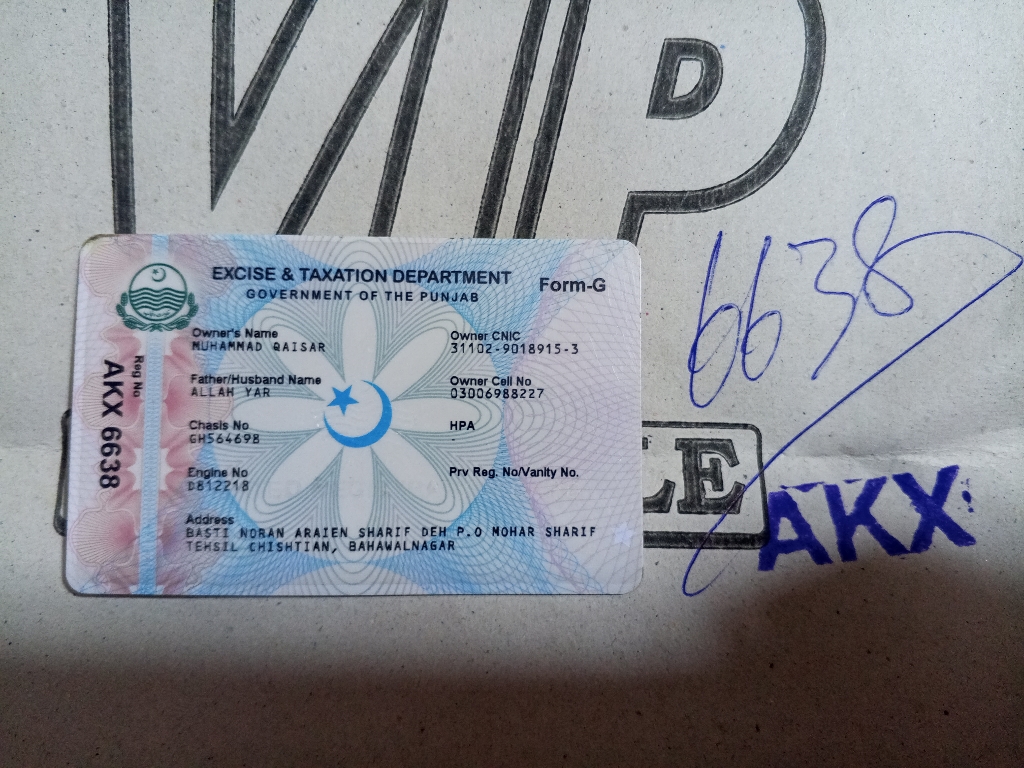 VIP
EXCISE & TAXATION DEPARTMENT
GOVERNMENT OF THE PUNJAB
Form-G
Reg No
AKX 6638
Owner's Name
MUHAMMAD QAISAR
Owner CNIC
31102-9018915-3
Father/Husband Name
ALLAH YAR
Owner Cell No
03006988227
Chasis No
GH564698
HPA
-
Engine No
D812218
Prv Reg. No/Vanity No.
Address
BASTI NORAN ARAIEN SHARIF DEH P.O MOHAR SHARIF
TEHSIL CHISHTIAN, BAHAWALNAGAR
6638
LE
AKX